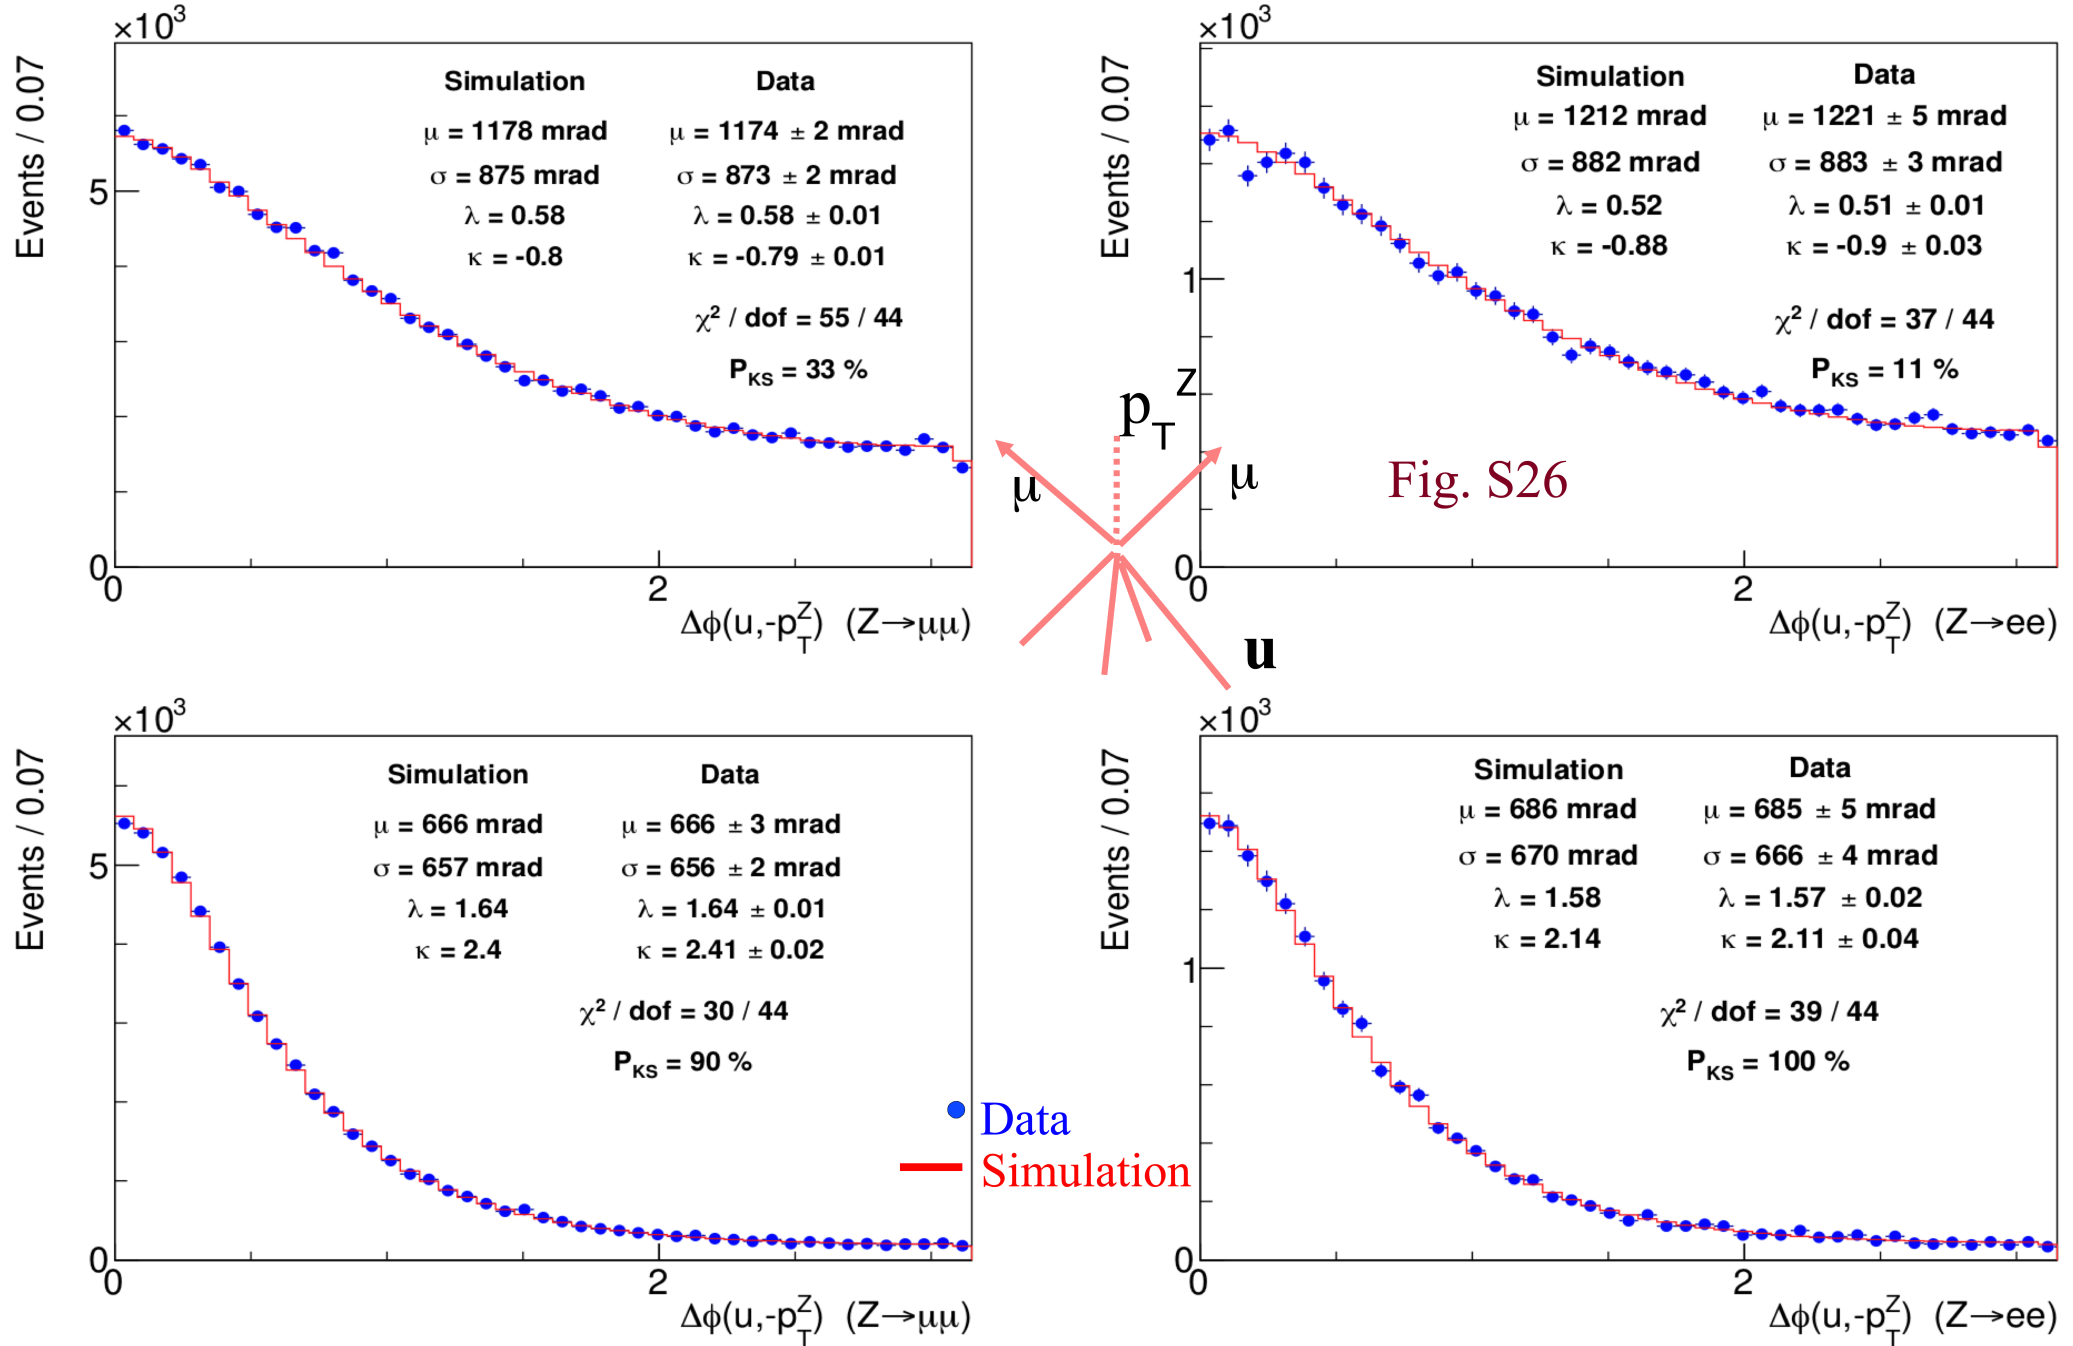 ×10³
Events / 0.07
Simulation Data
μ = 1178 mrad μ = 1174 ± 2 mrad
σ = 875 mrad σ = 873 ± 2 mrad
λ = 0.58 λ = 0.58 ± 0.01
κ = -0.8 κ = -0.79 ± 0.01
χ² / dof = 55 / 44
P_KS = 33 %
5
0
0 2
Δϕ(u,-p_T^Z) (Z→μμ)
×10³
Events / 0.07
Simulation Data
μ = 1212 mrad μ = 1221 ± 5 mrad
σ = 882 mrad σ = 883 ± 3 mrad
λ = 0.52 λ = 0.51 ± 0.01
κ = -0.88 κ = -0.9 ± 0.03
χ² / dof = 37 / 44
P_KS = 11 %
1
0
0 2
Δϕ(u,-p_T^Z) (Z→ee)
p_T^Z
μ μ
Fig. S26
u
×10³
Events / 0.07
Simulation Data
μ = 666 mrad μ = 666 ± 3 mrad
σ = 657 mrad σ = 656 ± 2 mrad
λ = 1.64 λ = 1.64 ± 0.01
κ = 2.4 κ = 2.41 ± 0.02
χ² / dof = 30 / 44
P_KS = 90 %
5
0
0 2
Δϕ(u,-p_T^Z) (Z→μμ)
Data
Simulation
×10³
Events / 0.07
Simulation Data
μ = 686 mrad μ = 685 ± 5 mrad
σ = 670 mrad σ = 666 ± 4 mrad
λ = 1.58 λ = 1.57 ± 0.02
κ = 2.14 κ = 2.11 ± 0.04
χ² / dof = 39 / 44
P_KS = 100 %
1
0
0 2
Δϕ(u,-p_T^Z) (Z→ee)